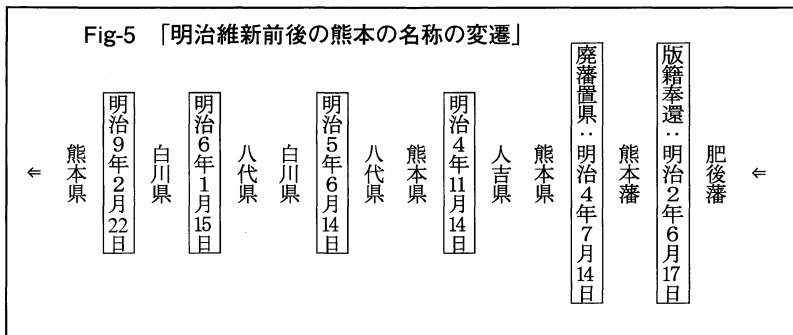 Fig-5 「明治維新前後の熊本の名称の変遷」
⇐
肥後藩
版籍奉還：明治2年6月17日
熊本藩
廃藩置県：明治4年7月14日
熊本県
人吉県
明治4年11月14日
熊本県
八代県
明治5年6月14日
白川県
八代県
明治6年1月15日
白川県
明治9年2月22日
熊本県
⇐